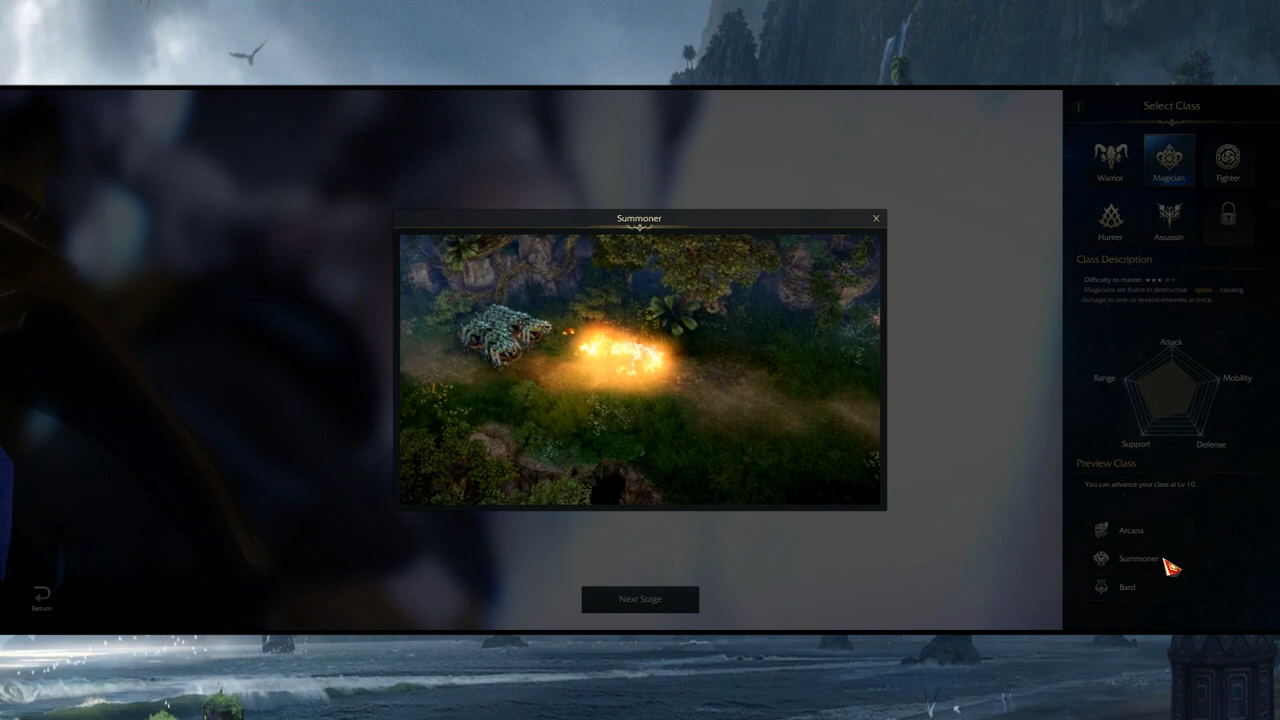 Select Class
Warrior
Magician
Fighter
Hunter
Assassin
Summoner
X
Class Description
Difficulty to master: ★★★☆☆
Magicians are fluent in destructive spells, causing
damage to one or several enemies at once.
Attack
Range
Mobility
Support
Defense
Preview Class
You can advance your class at Lv 10.
Arcana
Summoner
Bard
Next Stage
Return